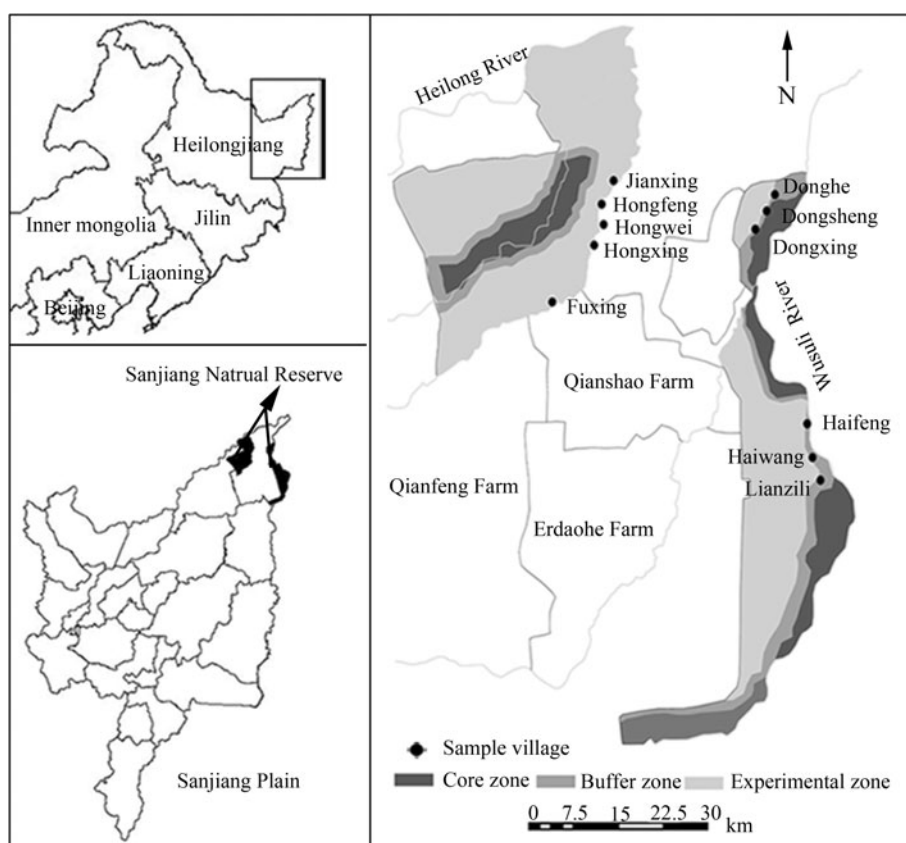 Heilongjiang
Inner mongolia
Jilin
Liaoning
Beijing
Sanjiang Natrual Reserve
Sanjiang Plain
Heilong River
N
Jianxing
Hongfeng
Hongwei
Hongxing
Fuxing
Donghe
Dongsheng
Dongxing
Wusuli River
Qianshao Farm
Haifeng
Haiwang
Lianzili
Qianfeng Farm
Erdaohe Farm
Sample village
Core zone Buffer zone Experimental zone
0 7.5 15 22.5 30
km